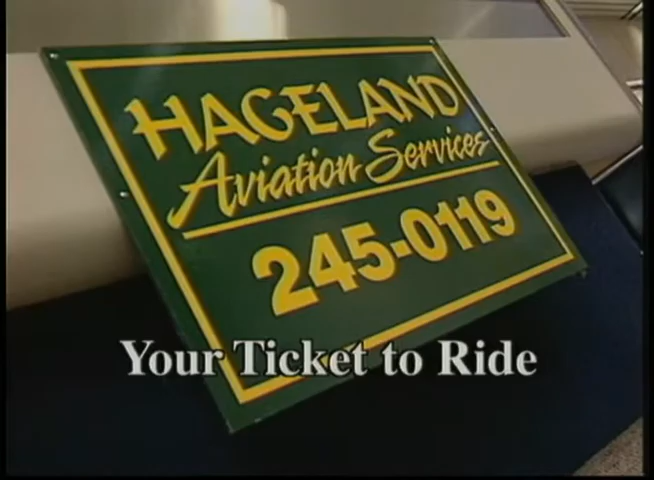 HAGELAND
Aviation Services
245-0119
Your Ticket to Ride